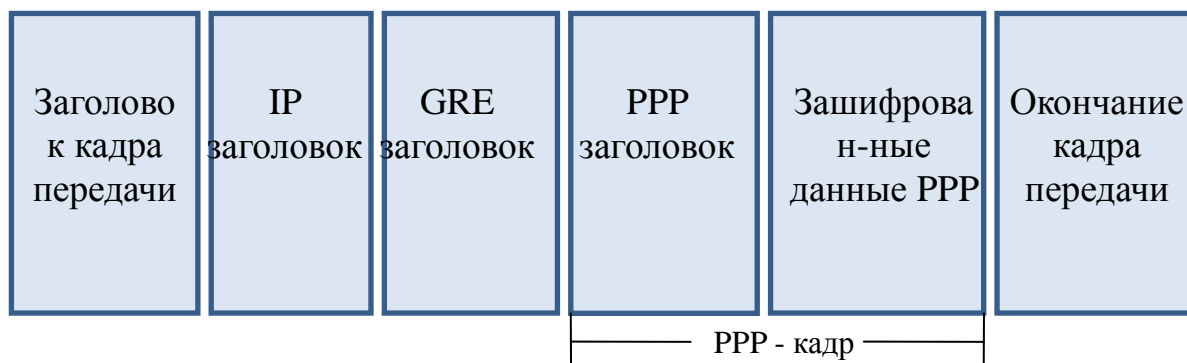 Заголово
к кадра
передачи
IP
заголовок
GRE
заголовок
PPP
заголовок
Зашифрова
н-ные
данные PPP
Окончание
кадра
передачи
PPP - кадр